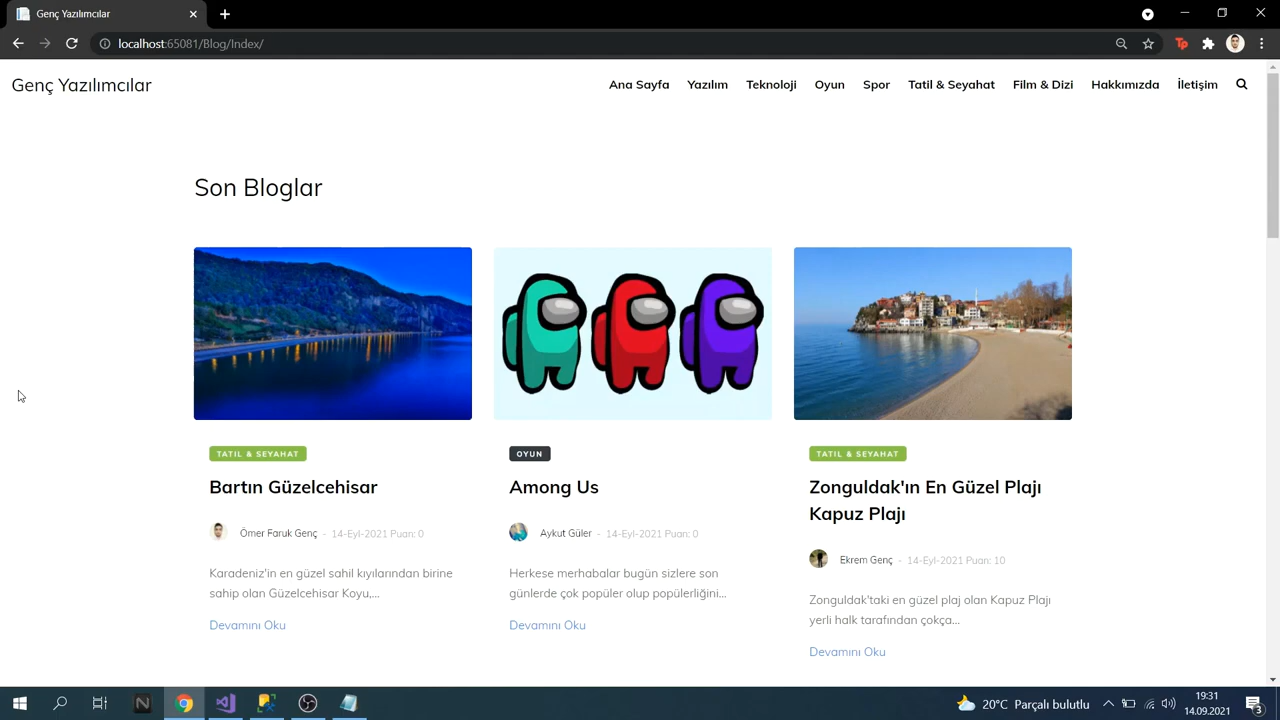 Genç Yazılımcılar
localhost:65081/Blog/Index/
Genç Yazılımcılar
Ana Sayfa Yazılım Teknoloji Oyun Spor Tatil & Seyahat Film & Dizi Hakkımızda İletişim
Son Bloglar
TATIL & SEYAHAT
Bartın Güzelcehisar
Ömer Faruk Genç - 14-Eyl-2021 Puan: 0
Karadeniz'in en güzel sahil kıyılarından birine
sahip olan Güzelcehisar Koyu,...
Devamını Oku
OYUN
Among Us
Aykut Güler - 14-Eyl-2021 Puan: 0
Herkese merhabalar bugün sizlere son
günlerde çok popüler olup popülerliğini...
Devamını Oku
TATIL & SEYAHAT
Zonguldak'ın En Güzel Plajı
Kapuz Plajı
Ekrem Genç - 14-Eyl-2021 Puan: 10
Zonguldak'taki en güzel plaj olan Kapuz Plajı
yerli halk tarafından çokça...
Devamını Oku
20°C Parçalı bulutlu
19:31
14.09.2021
3